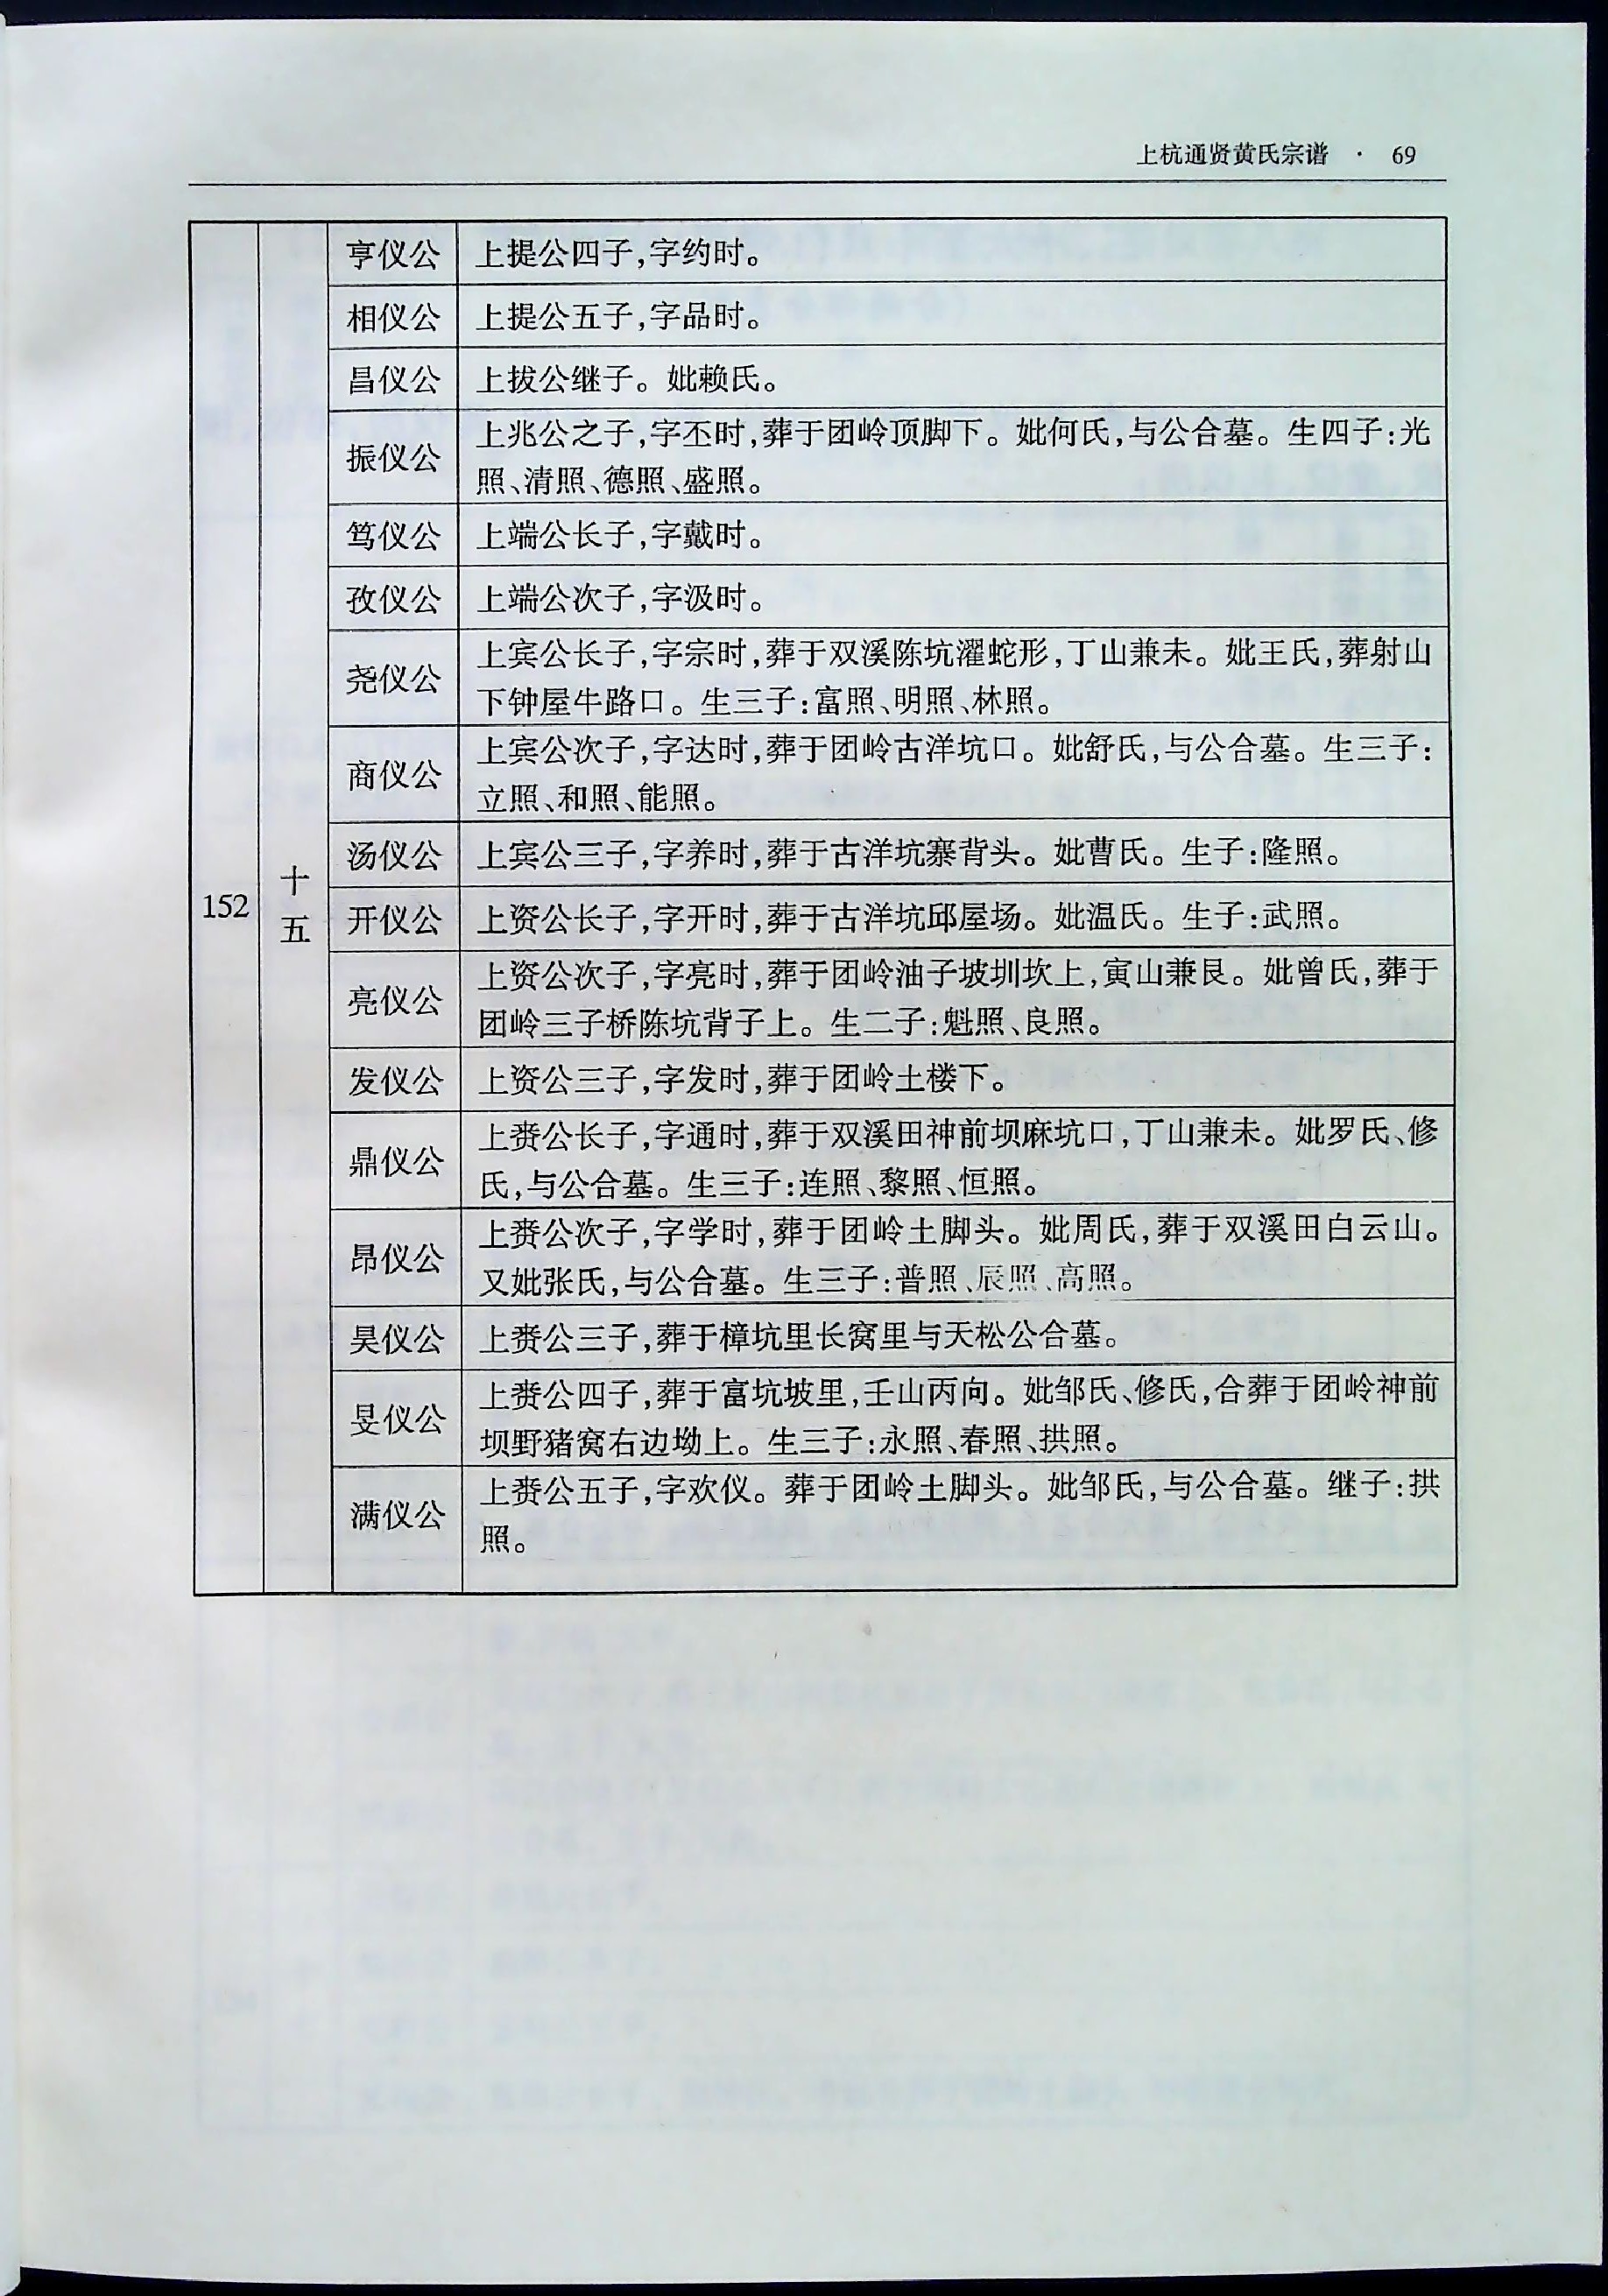 上杭通贤黄氏宗谱 · 69
152
十五
亨仪公 上提公四子,字约时。
相仪公 上提公五子,字品时。
昌仪公 上拔公继子。妣赖氏。
振仪公 上兆公之子,字丕时,葬于团岭顶脚下。妣何氏,与公合墓。生四子:光
照、清照、德照、盛照。
笃仪公 上端公长子,字戴时。
孜仪公 上端公次子,字汲时。
尧仪公 上宾公长子,字宗时,葬于双溪陈坑濯蛇形,丁山兼未。妣王氏,葬射山
下钟屋牛路口。生三子:富照、明照、林照。
商仪公 上宾公次子,字达时,葬于团岭古洋坑口。妣舒氏,与公合墓。生三子:
立照、和照、能照。
汤仪公 上宾公三子,字养时,葬于古洋坑寨背头。妣曹氏。生子:隆照。
开仪公 上资公长子,字开时,葬于古洋坑邱屋场。妣温氏。生子:武照。
亮仪公 上资公次子,字亮时,葬于团岭油子坡圳坎上,寅山兼艮。妣曾氏,葬于
团岭三子桥陈坑背子上。生二子:魁照、良照。
发仪公 上资公三子,字发时,葬于团岭土楼下。
鼎仪公 上赉公长子,字通时,葬于双溪田神前坝麻坑口,丁山兼未。妣罗氏、修
氏,与公合墓。生三子:连照、黎照、恒照。
昂仪公 上赉公次子,字学时,葬于团岭土脚头。妣周氏,葬于双溪田白云山。
又妣张氏,与公合墓。生三子:普照、辰照、高照。
昊仪公 上赉公三子,葬于樟坑里长窝里与天松公合墓。
旻仪公 上赉公四子,葬于富坑坡里,壬山丙向。妣邹氏、修氏,合葬于团岭神前
坝野猪窝右边坳上。生三子:永照、春照、拱照。
满仪公 上赉公五子,字欢仪。葬于团岭土脚头。妣邹氏,与公合墓。继子:拱
照。